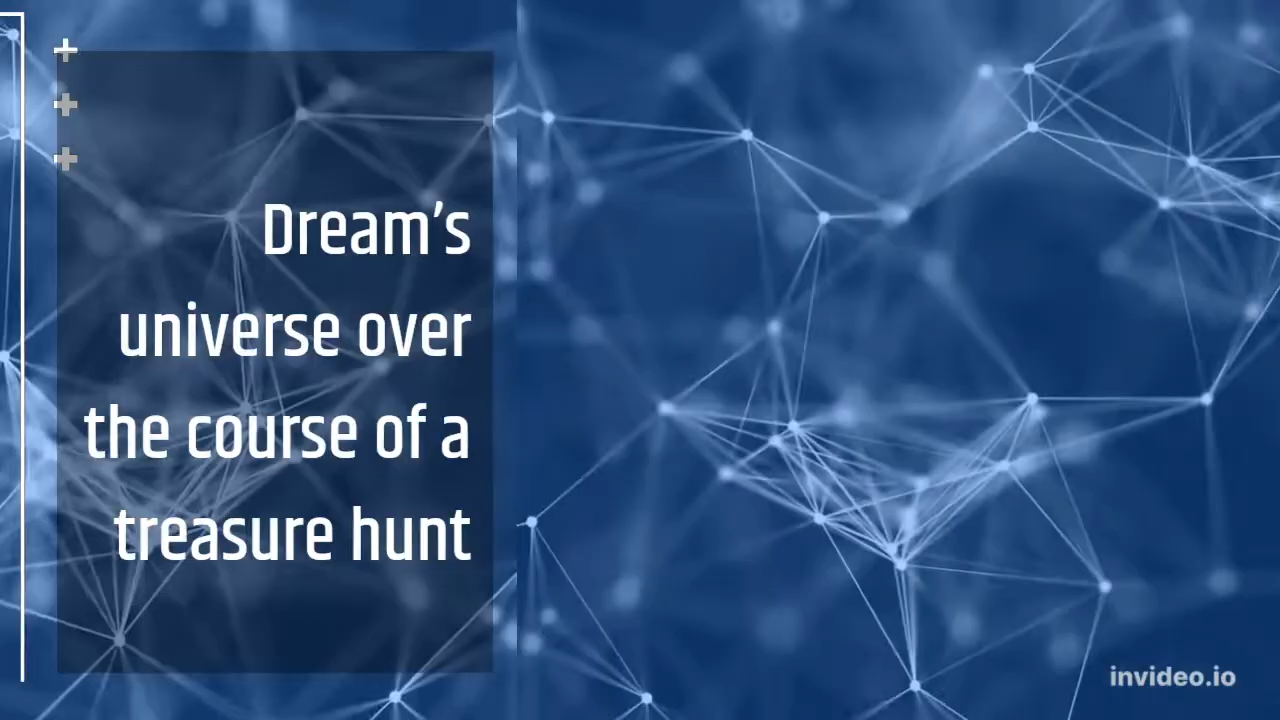 Dream’s
universe over
the course of a
treasure hunt
invideo.io